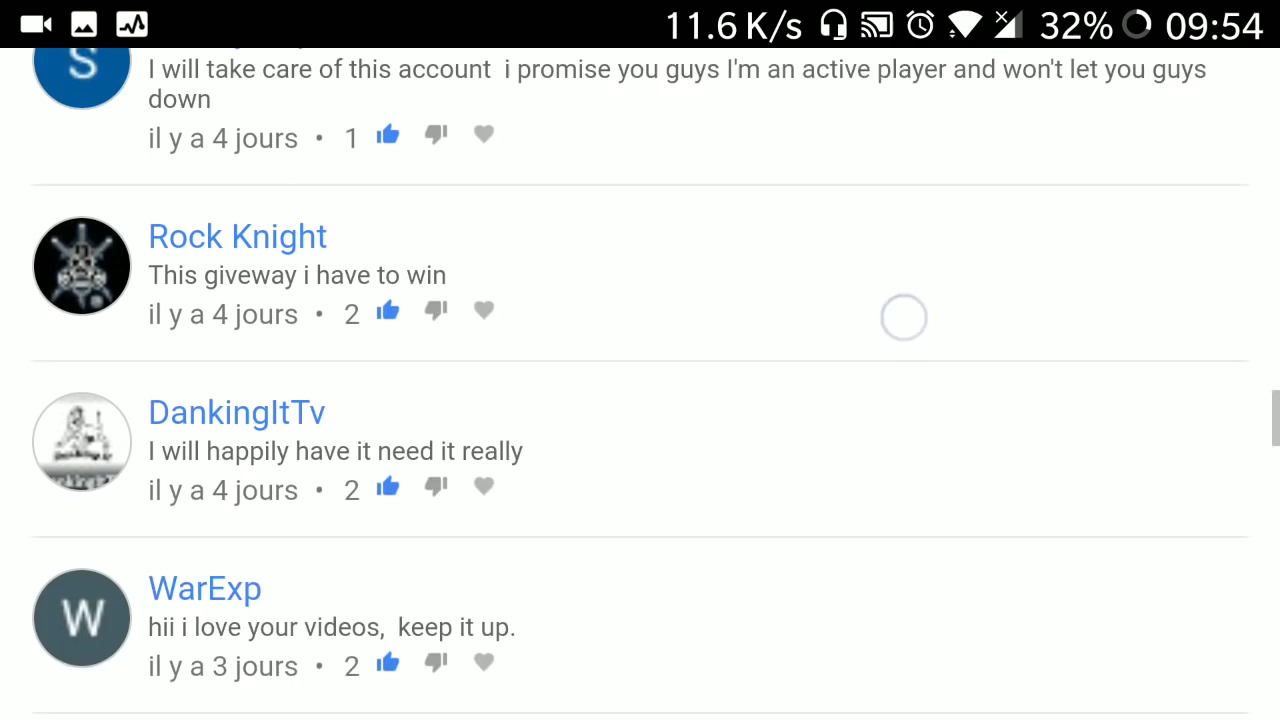 11.6 K/s 32% 09:54
S
I will take care of this account i promise you guys I'm an active player and won't let you guys
down
il y a 4 jours • 1
Rock Knight
This giveway i have to win
il y a 4 jours • 2
DankingItTv
I will happily have it need it really
il y a 4 jours • 2
W
WarExp
hii i love your videos, keep it up.
il y a 3 jours • 2